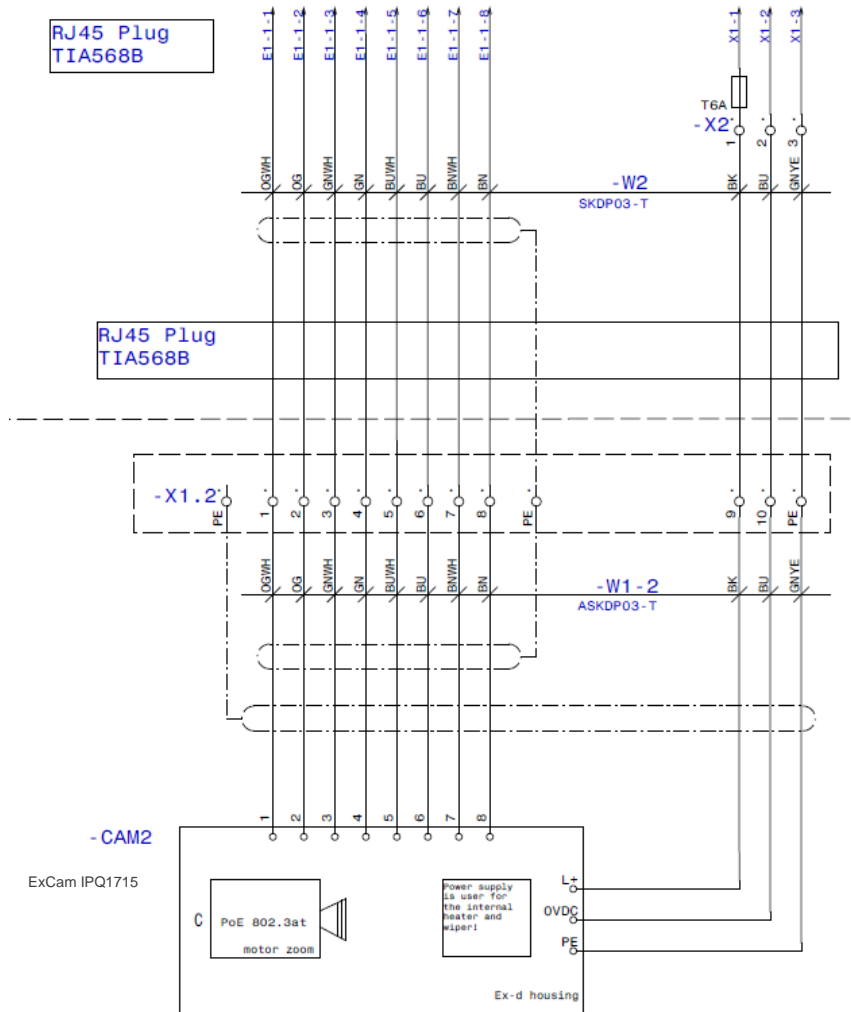 RJ45 Plug
TIA568B
E1-1-1
E1-1-2
E1-1-3
E1-1-4
E1-1-5
E1-1-6
E1-1-7
E1-1-8
X1-1
X1-2
X1-3
T6A
-X2
1
2
3
OGWH
OG
GNWH
GN
BUWH
BU
BNWH
BN
-W2
SKDP03-T
BK
BU
GNYE
RJ45 Plug
TIA568B
-X1.2
PE
1
2
3
4
5
6
7
8
PE
9
10
PE
OGWH
OG
GNWH
GN
BUWH
BU
BNWH
BN
-W1-2
ASKDP03-T
BK
BU
GNYE
-CAM2
1
2
3
4
5
6
7
8
ExCam IPQ1715
C
PoE 802.3at
motor zoom
Power supply
is user for
the internal
heater and
wiper!
L+
0VDC
PE
Ex-d housing